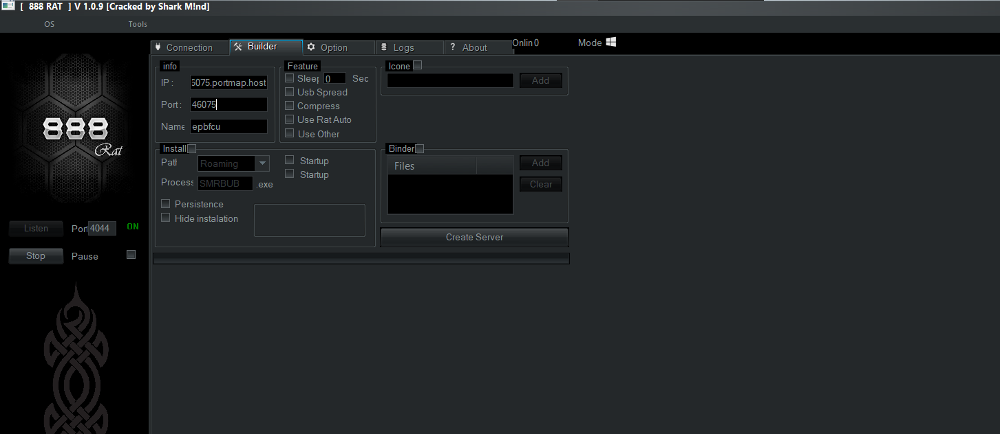 [ 888 RAT ] V 1.0.9 [Cracked by Shark M!nd]
OS Tools
Connection Builder Option Logs ? About Onlin 0 Mode
info Feature Icone
IP : 6075.portmap.host Sleep 0 Sec Add
Usb Spread
Port : 46075 Compress
Use Rat Auto
Name epbfcu Use Other
888
Rat
Install Binder
Path Roaming Startup Files Add
Startup
Process SMRBUB .exe Clear
Persistence
Hide instalation
Listen Port 4044 ON
Create Server
Stop Pause